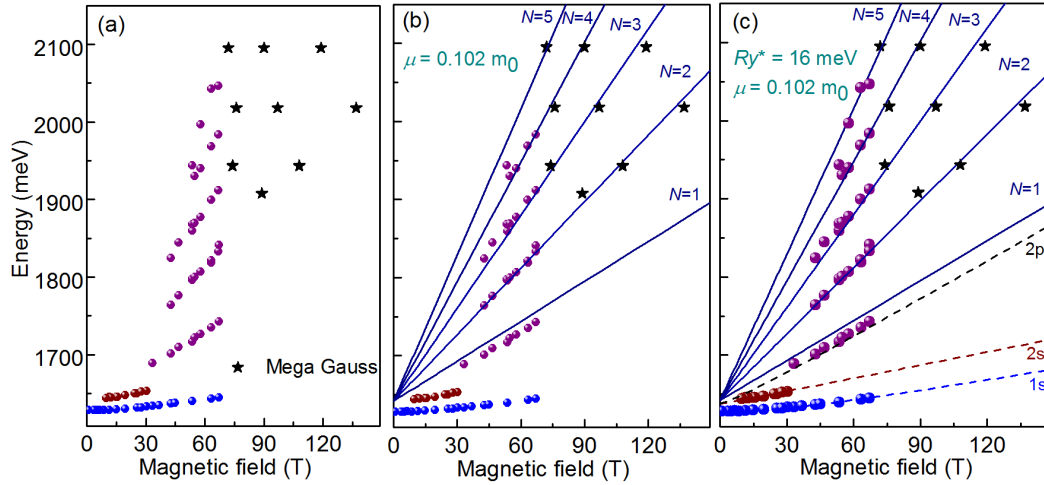 (a)
2100
2000
1900
1800
1700
Energy (meV)
Mega Gauss
0 30 60 90 120
Magnetic field (T)
(b)
N=5 N=4 N=3
μ = 0.102 m0
N=2
N=1
0 30 60 90 120
Magnetic field (T)
(c)
N=5 N=4 N=3
Ry* = 16 meV
μ = 0.102 m0
N=2
N=1
2p
2s
1s
0 30 60 90 120
Magnetic field (T)